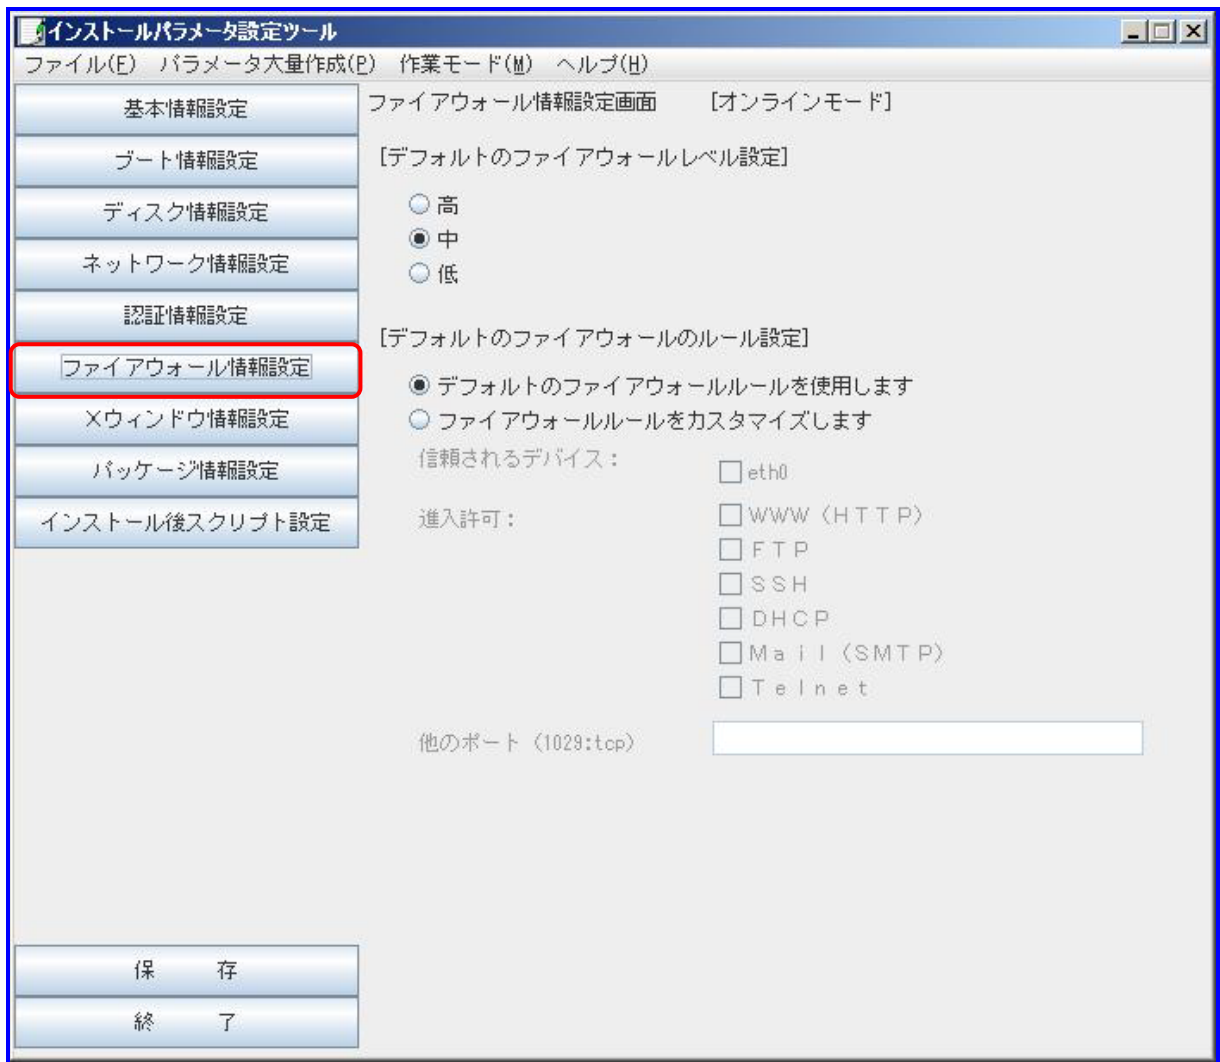 インストールパラメータ設定ツール
ファイル(F) パラメータ大量作成(P) 作業モード(M) ヘルプ(H)
基本情報設定
ブート情報設定
ディスク情報設定
ネットワーク情報設定
認証情報設定
ファイアウォール情報設定
Xウィンドウ情報設定
パッケージ情報設定
インストール後スクリプト設定
保 存
終 了
ファイアウォール情報設定画面 [オンラインモード]
[デフォルトのファイアウォールレベル設定]
高
中
低
[デフォルトのファイアウォールのルール設定]
デフォルトのファイアウォールルールを使用します
ファイアウォールルールをカスタマイズします
信頼されるデバイス: eth0
進入許可: WWW(HTTP)
FTP
SSH
DHCP
Mail(SMTP)
Telnet
他のポート (1029:tcp)